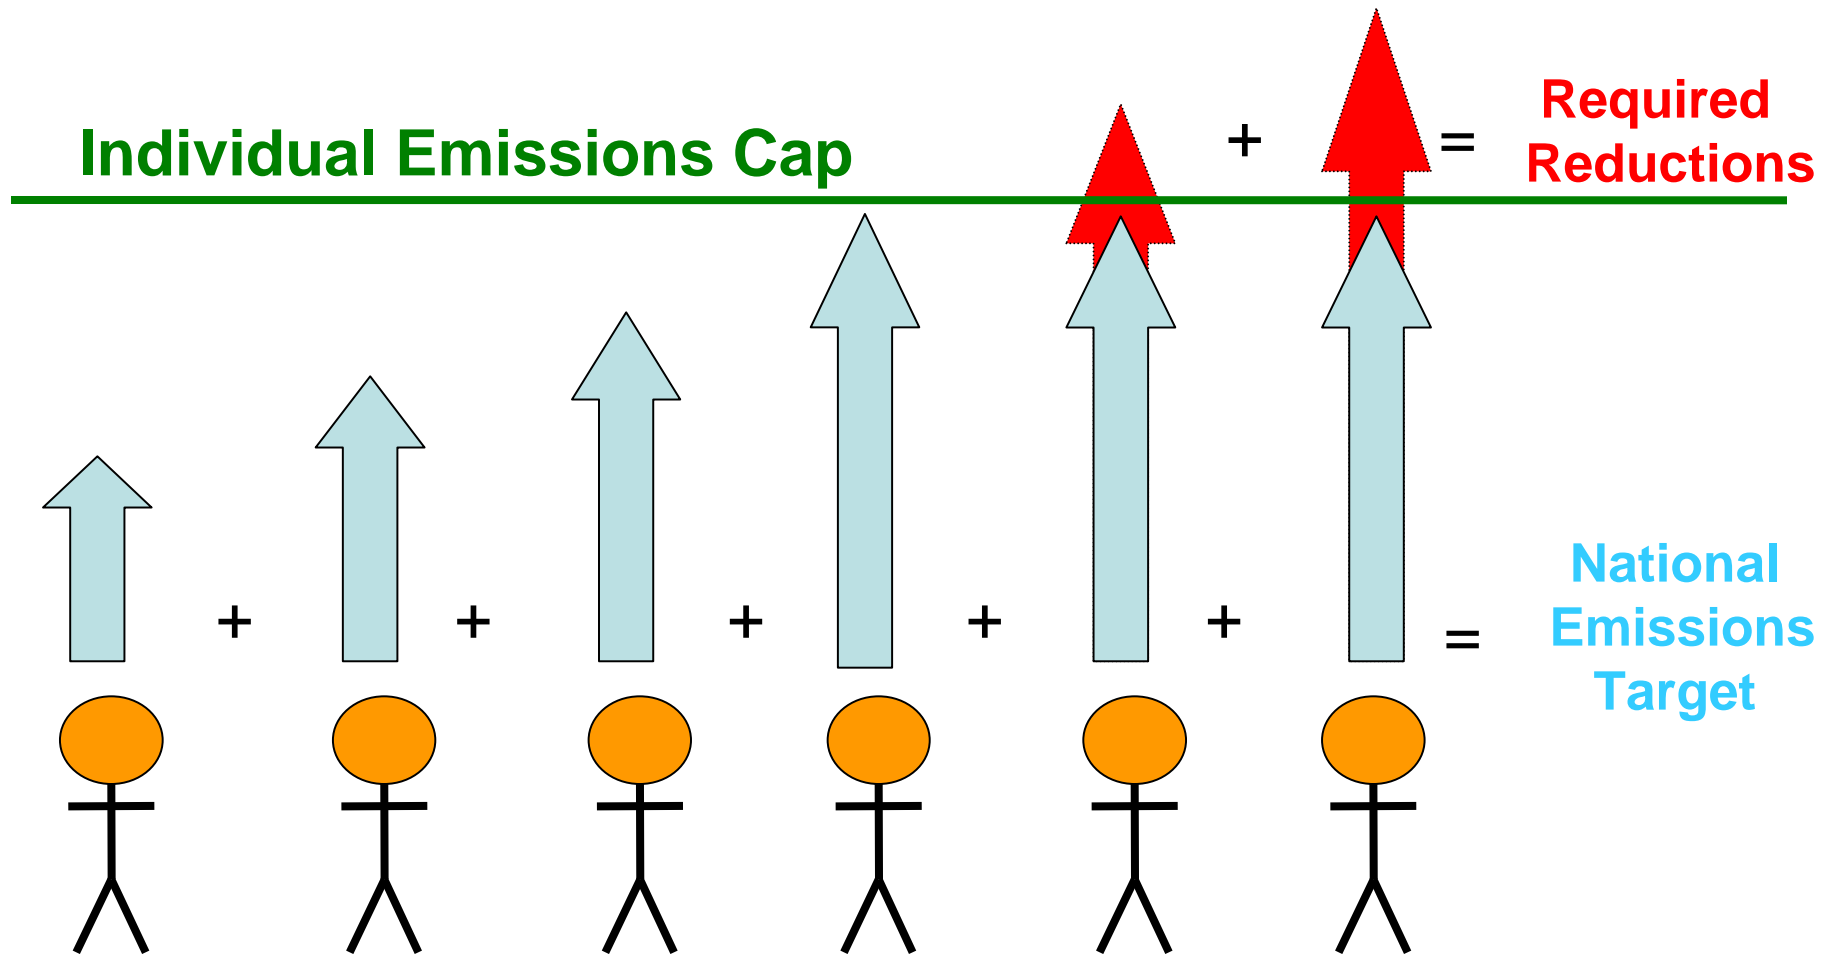 Individual Emissions Cap
+ = Required
Reductions
+ + + + + = National
Emissions
Target